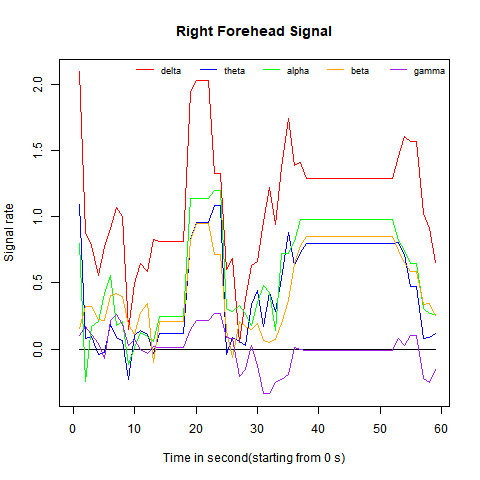 Right Forehead Signal
delta theta alpha beta gamma
2.0
1.5
1.0
0.5
0.0
Signal rate
0 10 20 30 40 50 60
Time in second(starting from 0 s)